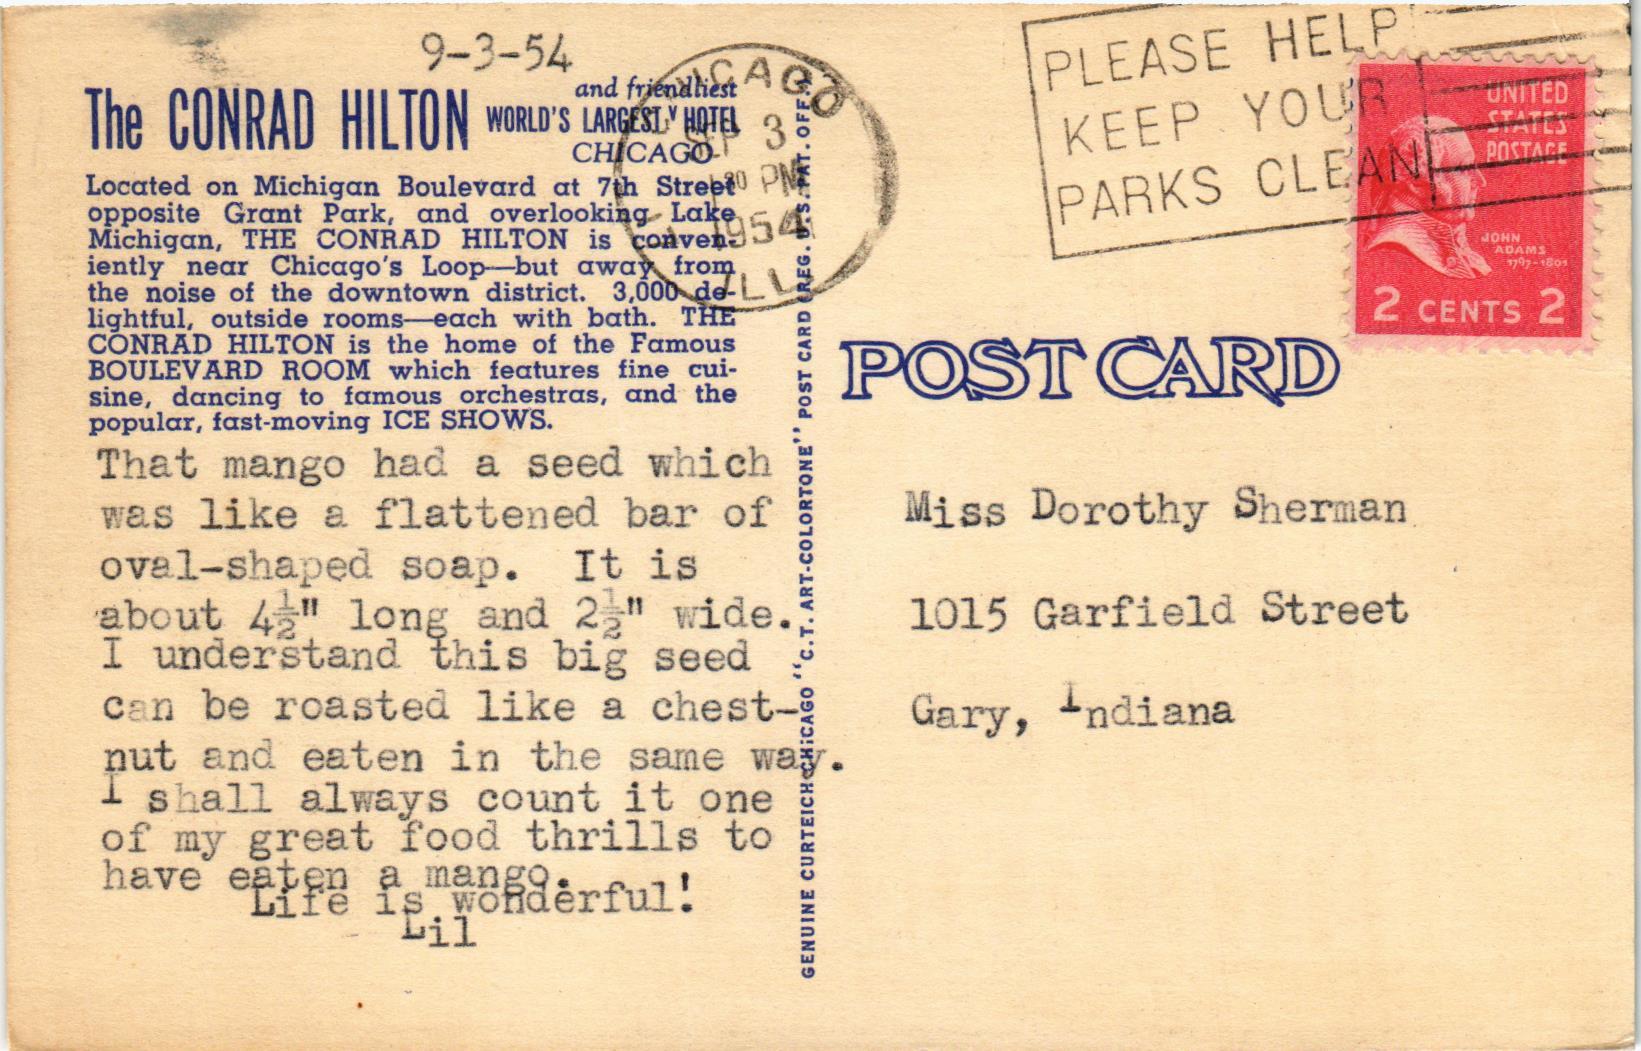 9-3-54
The CONRAD HILTON
and friendliest
WORLD'S LARGEST v HOTEL
CHICAGO
Located on Michigan Boulevard at 7th Street
opposite Grant Park, and overlooking Lake
Michigan, THE CONRAD HILTON is conven-
iently near Chicago's Loop—but away from
the noise of the downtown district. 3,000 de-
lightful, outside rooms—each with bath. THE
CONRAD HILTON is the home of the Famous
BOULEVARD ROOM which features fine cui-
sine, dancing to famous orchestras, and the
popular, fast-moving ICE SHOWS.
That mango had a seed which
was like a flattened bar of
oval-shaped soap. It is
about 4½" long and 2½" wide.
I understand this big seed
can be roasted like a chest-
nut and eaten in the same way.
I shall always count it one
of my great food thrills to
have eaten a mango.
Life is wonderful!
Lil
GENUINE CURTEICH-CHICAGO "C.T. ART-COLORTONE" POST CARD (REG. U.S. PAT. OFF.)
CHICAGO
SEP 3
PM
1954
ILL.
PLEASE HELP
KEEP YOUR
PARKS CLEAN
UNITED
STATES
POSTAGE
JOHN
ADAMS
1797-1801
2 CENTS 2
POST CARD
Miss Dorothy Sherman
1015 Garfield Street
Gary, Indiana